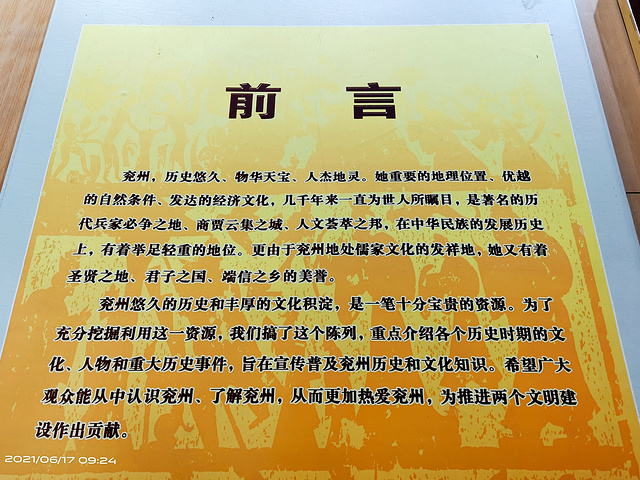 前言
兖州，历史悠久、物华天宝、人杰地灵。她重要的地理位置、优越
的自然条件、发达的经济文化，几千年来一直为世人所瞩目，是著名的历
代兵家必争之地、商贾云集之城、人文荟萃之邦，在中华民族的发展历史
上，有着举足轻重的地位。更由于兖州地处儒家文化的发祥地，她又有着
圣贤之地、君子之国、端信之乡的美誉。
兖州悠久的历史和丰厚的文化积淀，是一笔十分宝贵的资源。为了
充分挖掘利用这一资源，我们搞了这个陈列，重点介绍各个历史时期的文
化、人物和重大历史事件，旨在宣传普及兖州历史和文化知识。希望广大
观众能从中认识兖州、了解兖州，从而更加热爱兖州，为推进两个文明建
设作出贡献。
2021/06/17 09:24